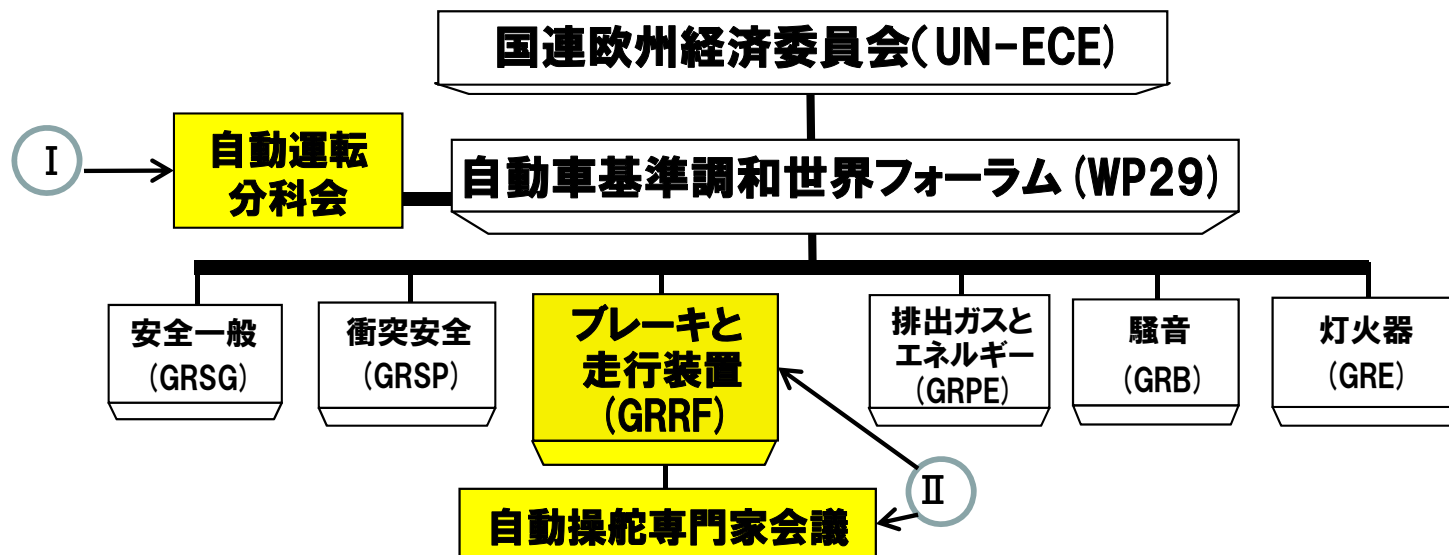 国連欧州経済委員会(UN-ECE)
Ⅰ
自動運転
分科会
自動車基準調和世界フォーラム(WP29)
安全一般
(GRSG)
衝突安全
(GRSP)
ブレーキと
走行装置
(GRRF)
排出ガスと
エネルギー
(GRPE)
騒音
(GRB)
灯火器
(GRE)
Ⅱ
自動操舵専門家会議